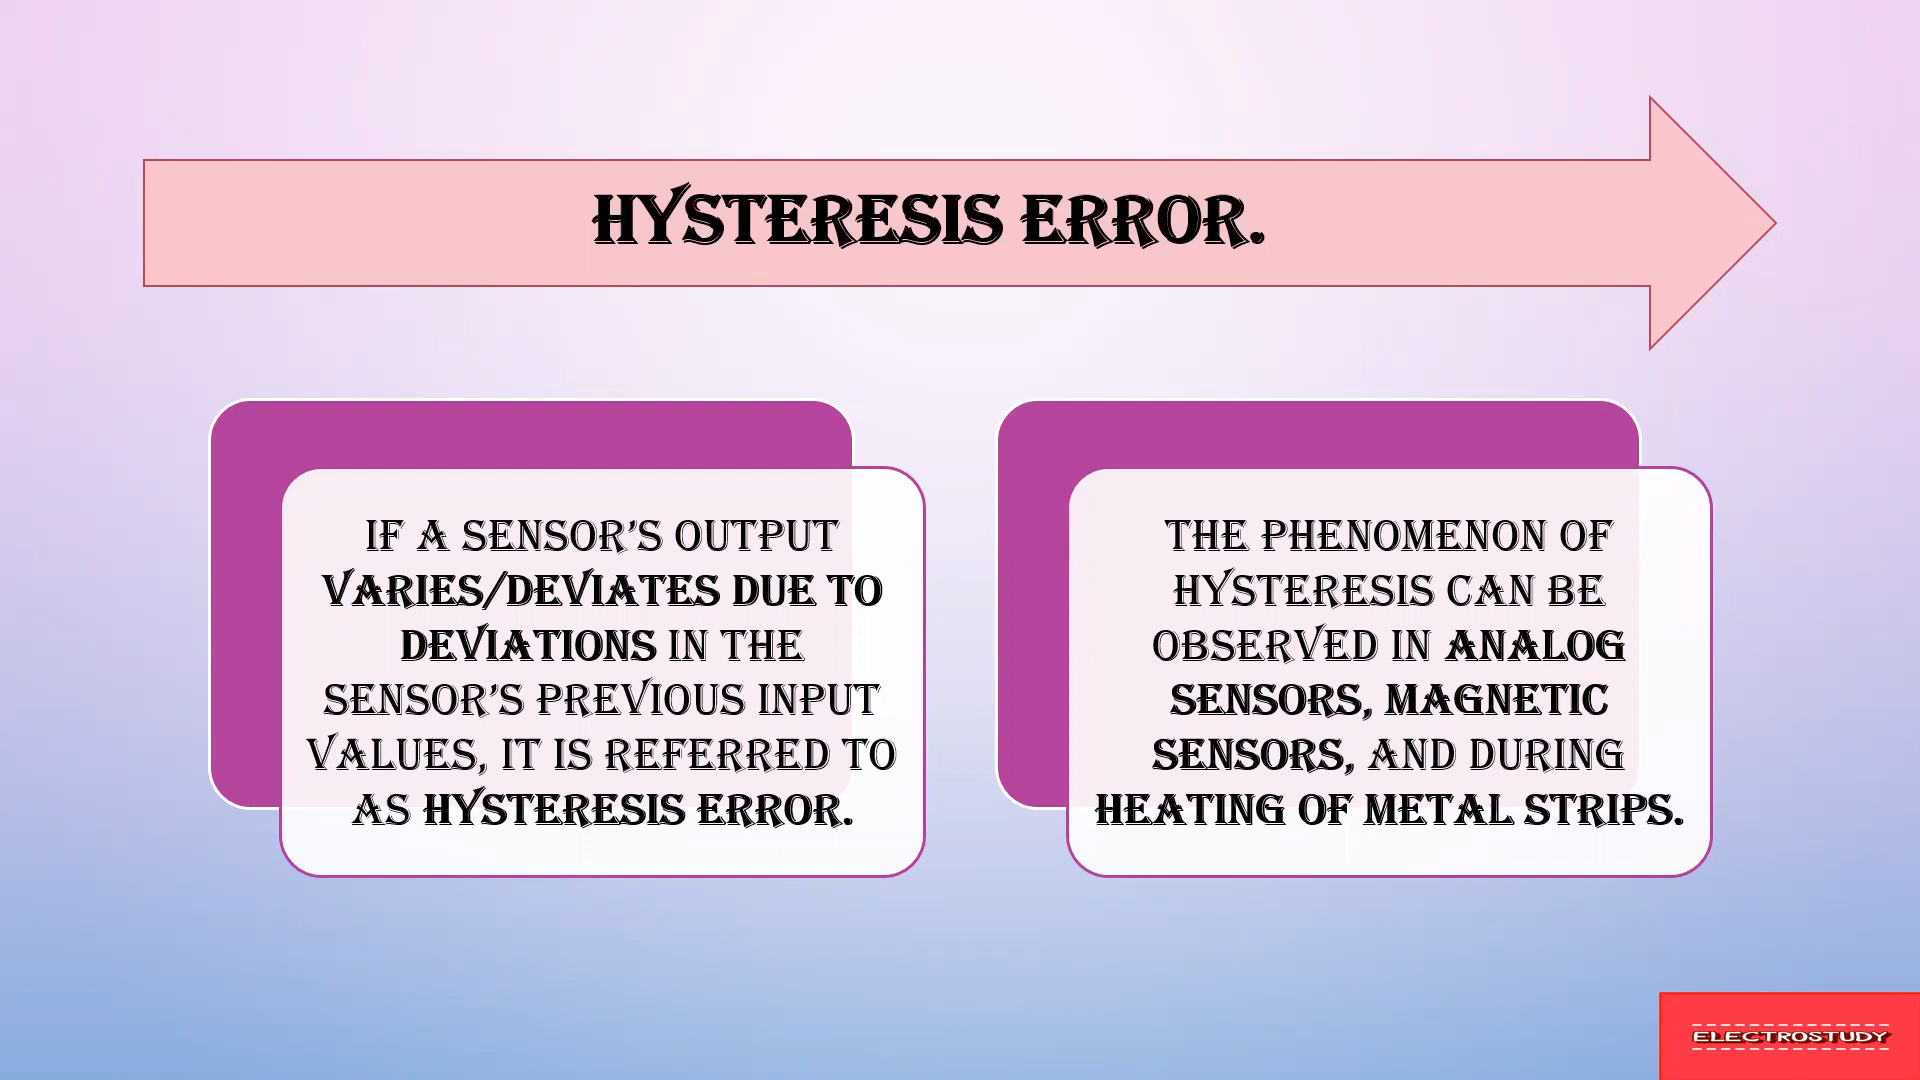 HYSTERESIS ERROR.
IF A SENSOR'S OUTPUT
VARIES/DEVIATES DUE TO
DEVIATIONS IN THE
SENSOR'S PREVIOUS INPUT
VALUES, IT IS REFERRED TO
AS HYSTERESIS ERROR.
THE PHENOMENON OF
HYSTERESIS CAN BE
OBSERVED IN ANALOG
SENSORS, MAGNETIC
SENSORS, AND DURING
HEATING OF METAL STRIPS.
ELECTROSTUDY